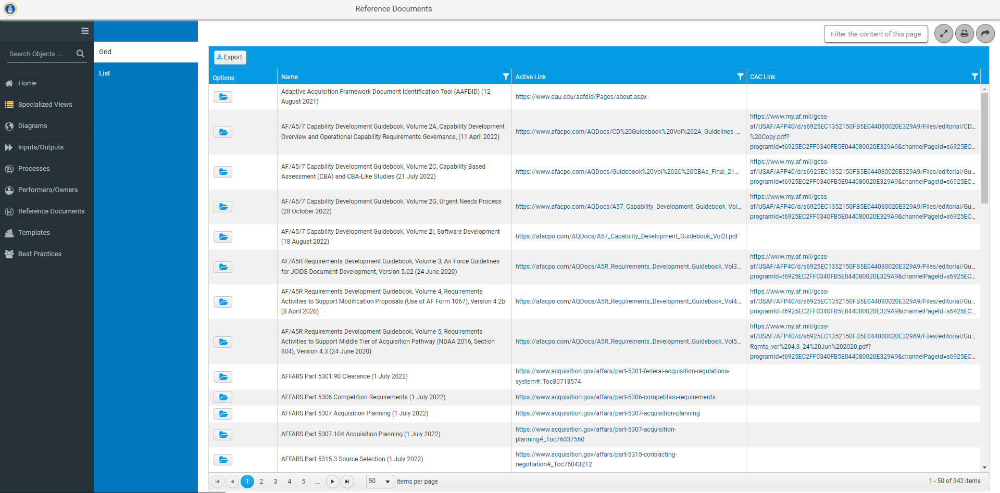 Reference Documents
Filter the content of this page
Search Objects ...
Home
Specialized Views
Diagrams
Inputs/Outputs
Processes
Performers/Owners
Reference Documents
Templates
Best Practices
Grid
List
Export
Options
Name
Active Link
CAC Link
Adaptive Acquisition Framework Document Identification Tool (AAFDID) (12
August 2021)
https://www.dau.edu/aafdid/Pages/about.aspx
AF/A5/7 Capability Development Guidebook, Volume 2A, Capability Development
Overview and Operational Capability Requirements Governance, (11 April 2022)
https://www.afacpo.com/AQDocs/CD%20Guidebook%20Vol%202A_Guidelines_...
https://www.my.af.mil/gcss-
af/USAF/AFP40/d/s6925EC1352150FB5E044080020E329A9/Files/editorial/CD...
%20Copy.pdf?
programId=t6925EC2FF0340FB5E044080020E329A9&channelPageId=s6925EC...
AF/A5/7 Capability Development Guidebook, Volume 2C, Capability Based
Assessment (CBA) and CBA-Like Studies (21 July 2022)
https://www.afacpo.com/AQDocs/Guidebook%20Vol%202C%20CBAs_Final_21...
https://www.my.af.mil/gcss-
af/USAF/AFP40/d/s6925EC1352150FB5E044080020E329A9/Files/editorial/Gu...
programId=t6925EC2FF0340FB5E044080020E329A9&channelPageId=s6925EC...
AF/A5/7 Capability Development Guidebook, Volume 2G, Urgent Needs Process
(28 October 2022)
https://www.afacpo.com/AQDocs/A57_Capability_Development_Guidebook_Vol...
https://www.my.af.mil/gcss-
af/USAF/AFP40/d/s6925EC1352150FB5E044080020E329A9/Files/editorial/Gu...
programId=t6925EC2FF0340FB5E044080020E329A9&channelPageId=s6925EC...
AF/A5/7 Capability Development Guidebook, Volume 2I, Software Development
(18 August 2022)
https://afacpo.com/AQDocs/A57_Capability_Development_Guidebook_Vol2I.pdf
AF/A5R Requirements Development Guidebook, Volume 3, Air Force Guidelines
for JCIDS Document Development, Version 5.02 (24 June 2020)
https://afacpo.com/AQDocs/A5R_Requirements_Development_Guidebook_Vol3...
https://www.my.af.mil/gcss-
af/USAF/AFP40/d/s6925EC1352150FB5E044080020E329A9/Files/editorial/Gu...
programId=t6925EC2FF0340FB5E044080020E329A9&channelPageId=s6925EC...
AF/A5R Requirements Development Guidebook, Volume 4, Requirements
Activities to Support Modification Proposals (Use of AF Form 1067), Version 4.2b
(8 April 2020)
https://afacpo.com/AQDocs/A5R_Requirements_Development_Guidebook_Vol4...
https://www.my.af.mil/gcss-
af/USAF/AFP40/d/s6925EC1352150FB5E044080020E329A9/Files/editorial/Gu...
programId=t6925EC2FF0340FB5E044080020E329A9&channelPageId=s6925EC...
AF/A5R Requirements Development Guidebook, Volume 5, Requirements
Activities to Support Middle Tier of Acquisition Pathway (NDAA 2016, Section
804), Version 4.3 (24 June 2020)
https://afacpo.com/AQDocs/A5R_Requirements_Development_Guidebook_Vol5...
https://www.my.af.mil/gcss-
af/USAF/AFP40/d/s6925EC1352150FB5E044080020E329A9/Files/editorial/Gu...
Rqmts_ver%204.3_24%20Jun%202020.pdf?
programId=t6925EC2FF0340FB5E044080020E329A9&channelPageId=s6925EC...
AFFARS Part 5301.90 Clearance (1 July 2022)
https://www.acquisition.gov/affars/part-5301-federal-acquisition-regulations-
system#_Toc80713574
AFFARS Part 5306 Competition Requirements (1 July 2022)
https://www.acquisition.gov/affars/part-5306-competition-requirements
AFFARS Part 5307 Acquisition Planning (1 July 2022)
https://www.acquisition.gov/affars/part-5307-acquisition-planning
AFFARS Part 5307.104 Acquisition Planning (1 July 2022)
https://www.acquisition.gov/affars/part-5307-acquisition-
planning#_Toc76037560
AFFARS Part 5315.3 Source Selection (1 July 2022)
https://www.acquisition.gov/affars/part-5315-contracting-
negotiation#_Toc76043212
1 2 3 4 5 ... 50 items per page
1 - 50 of 342 items